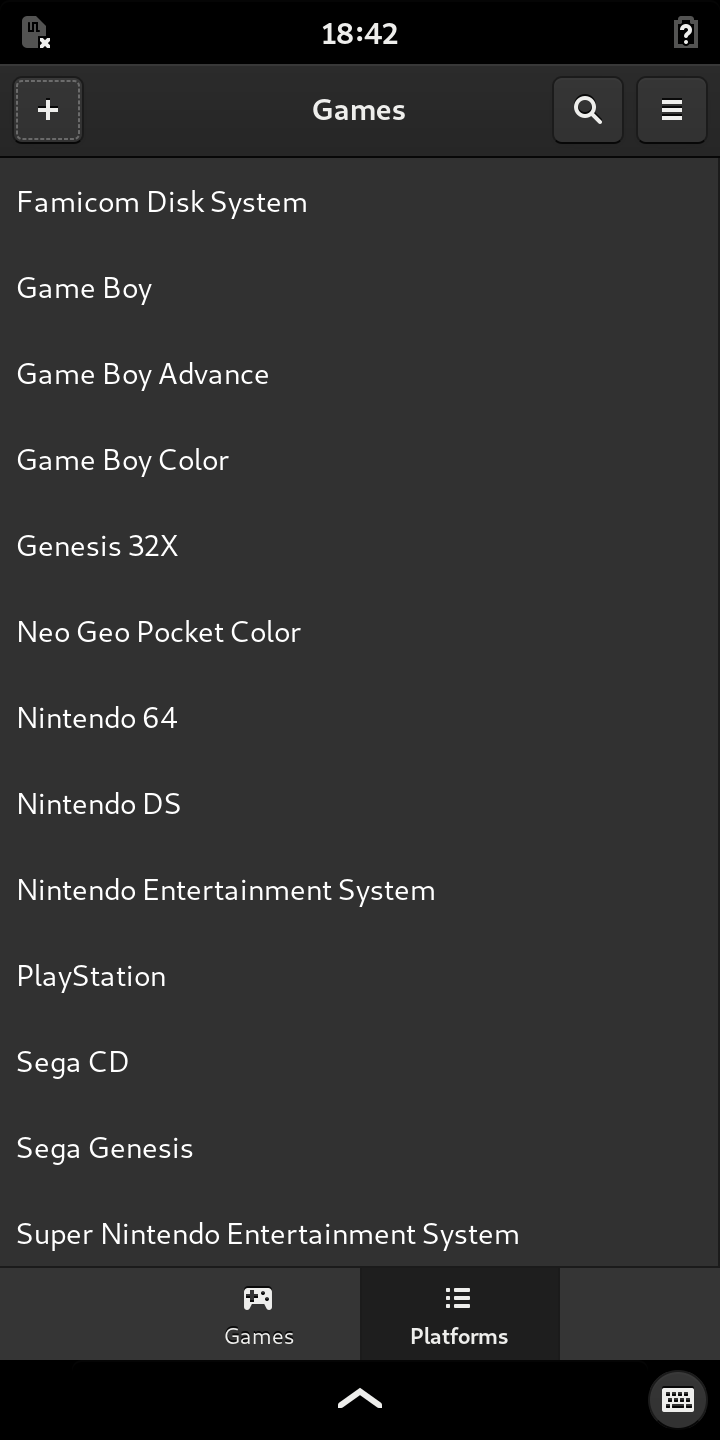 18:42
Games
Famicom Disk System
Game Boy
Game Boy Advance
Game Boy Color
Genesis 32X
Neo Geo Pocket Color
Nintendo 64
Nintendo DS
Nintendo Entertainment System
PlayStation
Sega CD
Sega Genesis
Super Nintendo Entertainment System
Games
Platforms